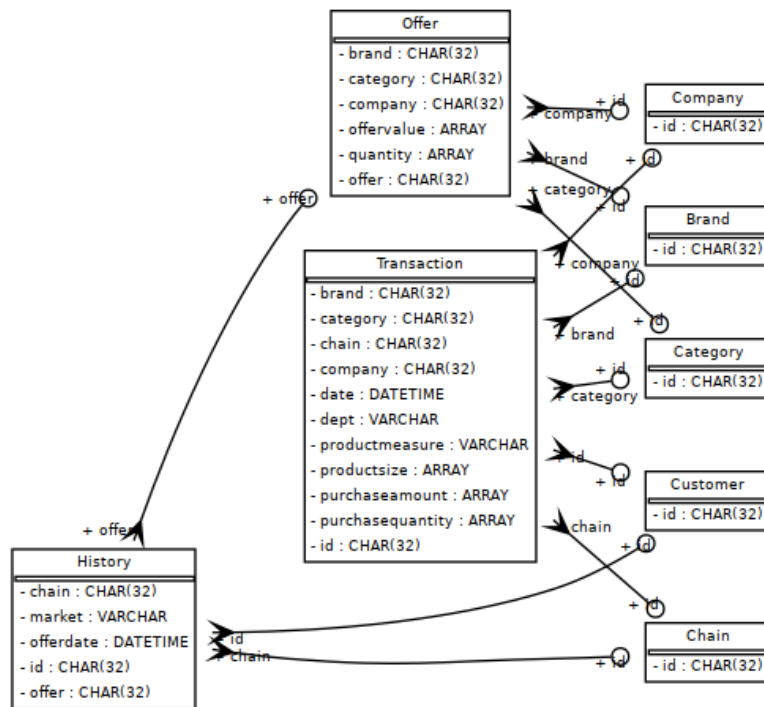 Offer
- brand : CHAR(32)
- category : CHAR(32)
- company : CHAR(32)
- offervalue : ARRAY
- quantity : ARRAY
- offer : CHAR(32)
+ company
+ id
+ brand
+ id
+ category
+ id
+ offer
Company
- id : CHAR(32)
+ id
Brand
- id : CHAR(32)
+ id
Transaction
- brand : CHAR(32)
- category : CHAR(32)
- chain : CHAR(32)
- company : CHAR(32)
- date : DATETIME
- dept : VARCHAR
- productmeasure : VARCHAR
- productsize : ARRAY
- purchaseamount : ARRAY
- purchasequantity : ARRAY
- id : CHAR(32)
+ company
+ brand
+ category
+ id
+ id
+ id
chain
+ id
Category
- id : CHAR(32)
Customer
- id : CHAR(32)
+ id
Chain
- id : CHAR(32)
+ id
+ offer
History
- chain : CHAR(32)
- market : VARCHAR
- offerdate : DATETIME
- id : CHAR(32)
- offer : CHAR(32)
+ id
+ chain